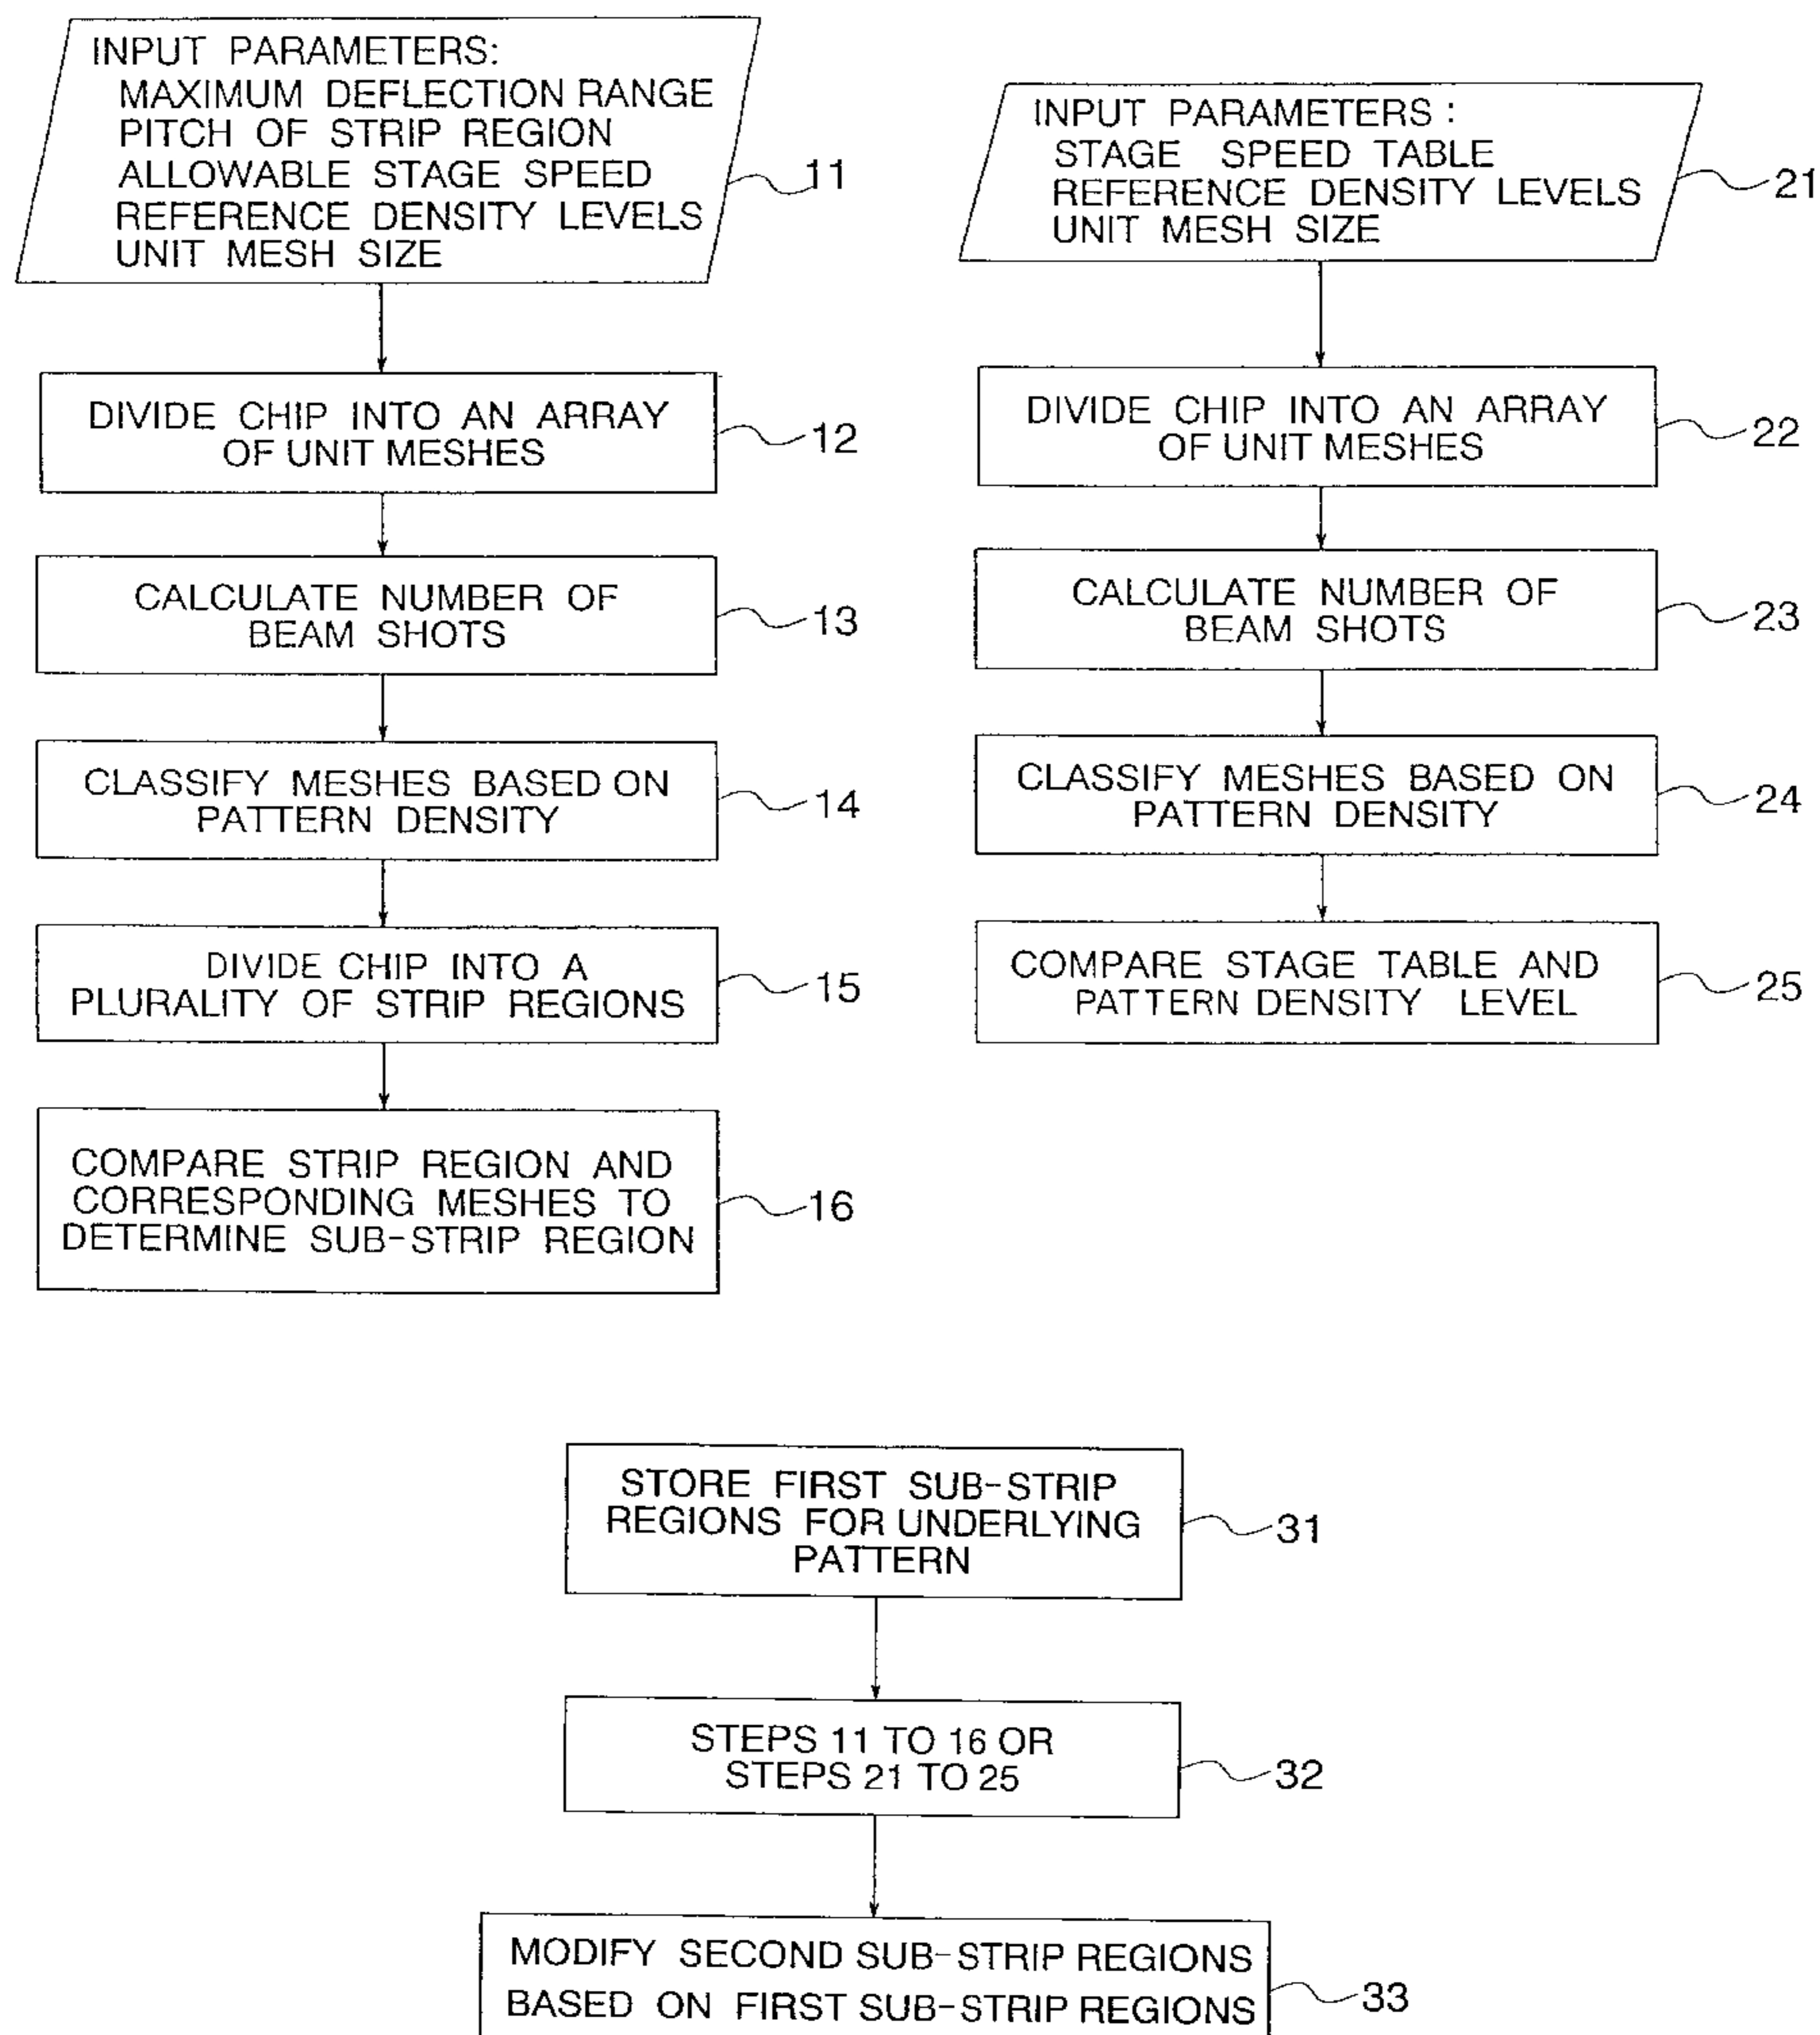 INPUT PARAMETERS:
MAXIMUM DEFLECTION RANGE
PITCH OF STRIP REGION
ALLOWABLE STAGE SPEED
REFERENCE DENSITY LEVELS
UNIT MESH SIZE
11
DIVIDE CHIP INTO AN ARRAY
OF UNIT MESHES
12
CALCULATE NUMBER OF
BEAM SHOTS
13
CLASSIFY MESHES BASED ON
PATTERN DENSITY
14
DIVIDE CHIP INTO A
PLURALITY OF STRIP REGIONS
15
COMPARE STRIP REGION AND
CORRESPONDING MESHES TO
DETERMINE SUB-STRIP REGION
16
INPUT PARAMETERS :
STAGE SPEED TABLE
REFERENCE DENSITY LEVELS
UNIT MESH SIZE
21
DIVIDE CHIP INTO AN ARRAY
OF UNIT MESHES
22
CALCULATE NUMBER OF
BEAM SHOTS
23
CLASSIFY MESHES BASED ON
PATTERN DENSITY
24
COMPARE STAGE TABLE AND
PATTERN DENSITY LEVEL
25
STORE FIRST SUB-STRIP
REGIONS FOR UNDERLYING
PATTERN
31
STEPS 11 TO 16 OR
STEPS 21 TO 25
32
MODIFY SECOND SUB-STRIP REGIONS
BASED ON FIRST SUB-STRIP REGIONS
33